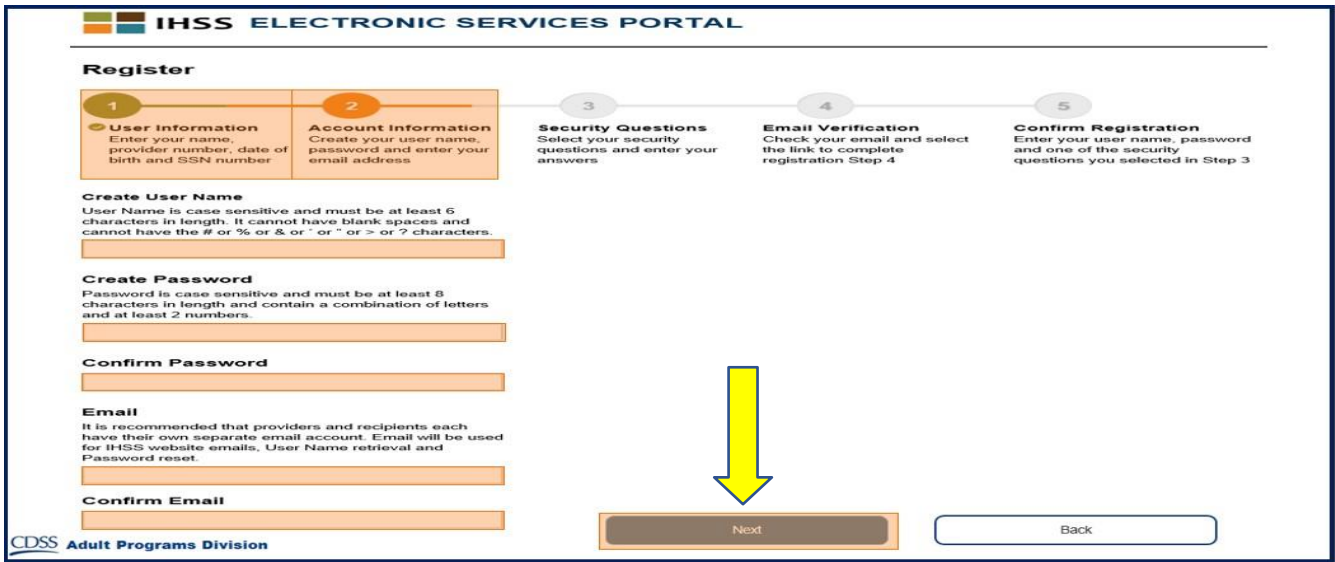 IHSS ELECTRONIC SERVICES PORTAL
Register
1
User Information
Enter your name,
provider number, date of
birth and SSN number
2
Account Information
Create your user name,
password and enter your
email address
3
Security Questions
Select your security
questions and enter your
answers
4
Email Verification
Check your email and select
the link to complete
registration Step 4
5
Confirm Registration
Enter your user name, password
and one of the security
questions you selected in Step 3
Create User Name
User Name is case sensitive and must be at least 6
characters in length. It cannot have blank spaces and
cannot have the # or % or & or ' or " or > or ? characters.
Create Password
Password is case sensitive and must be at least 8
characters in length and contain a combination of letters
and at least 2 numbers.
Confirm Password
Email
It is recommended that providers and recipients each
have their own separate email account. Email will be used
for IHSS website emails, User Name retrieval and
Password reset.
Confirm Email
Next
Back
CDSS Adult Programs Division